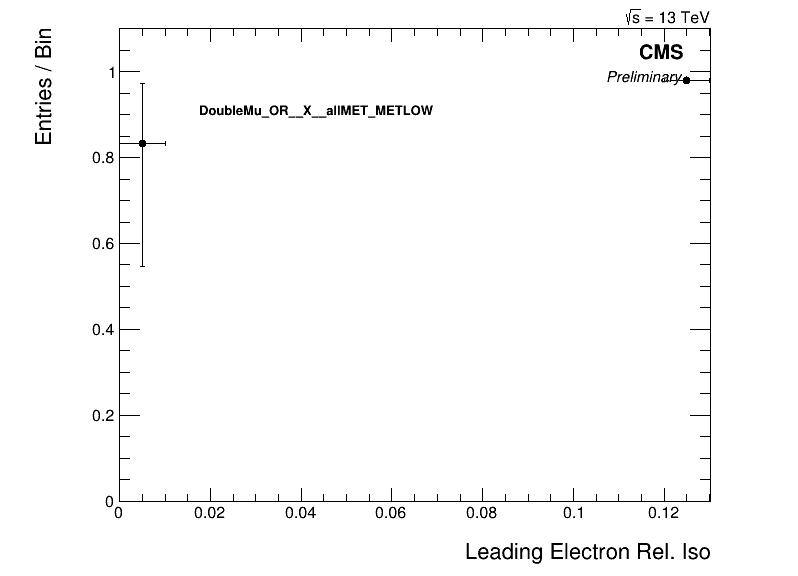 √s = 13 TeV
CMS
Preliminary
DoubleMu_OR__X__allMET_METLOW
Entries / Bin
1
0.8
0.6
0.4
0.2
0
0 0.02 0.04 0.06 0.08 0.1 0.12
Leading Electron Rel. Iso